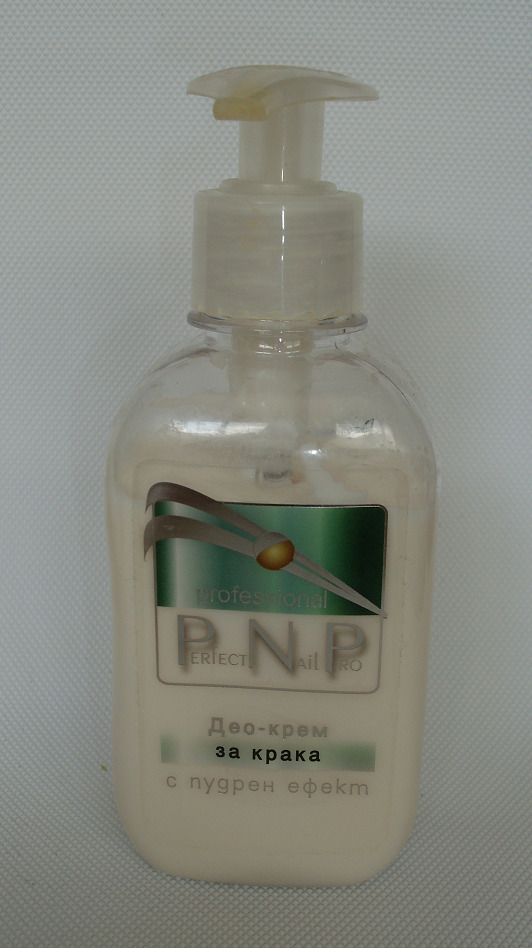 professional
PNP
PERFECT NAIL PRO
Део-крем
за крака
с пудрен ефект